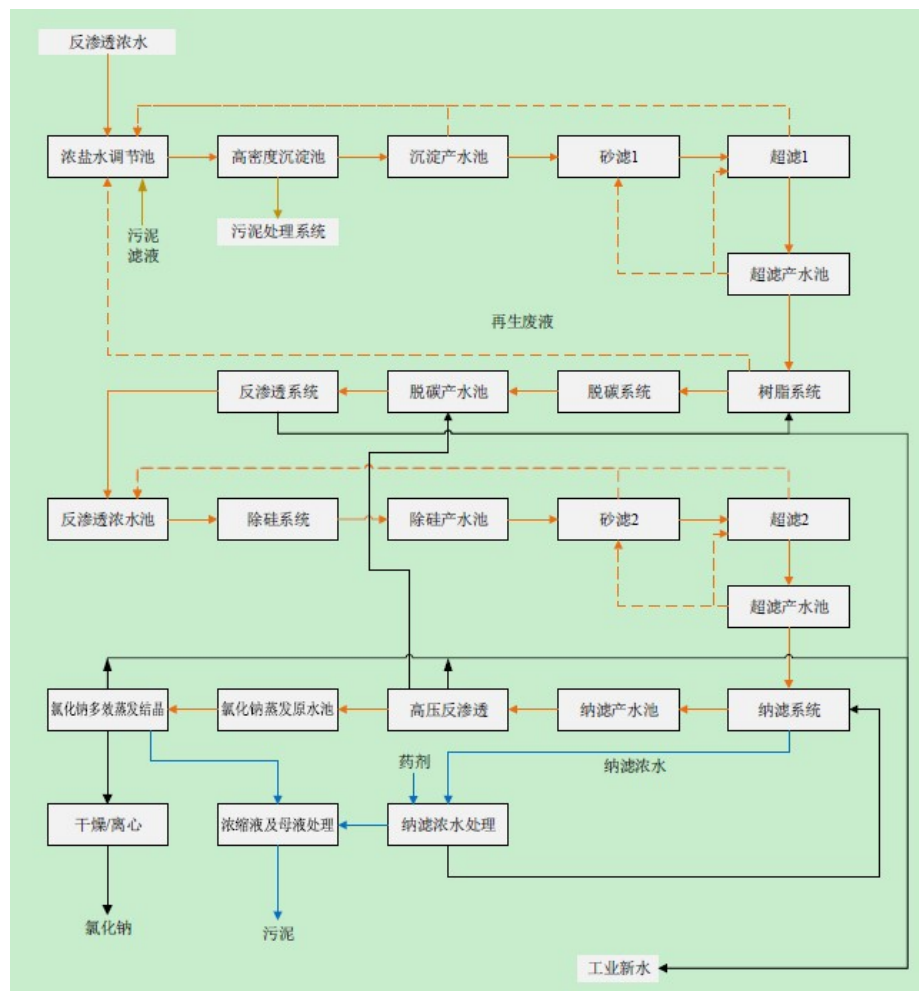 反渗透浓水
浓盐水调节池
高密度沉淀池
沉淀产水池
砂滤1
超滤1
污泥
滤液
污泥处理系统
超滤产水池
再生废液
反渗透系统
脱碳产水池
脱碳系统
树脂系统
反渗透浓水池
除硅系统
除硅产水池
砂滤2
超滤2
超滤产水池
氯化钠多效蒸发结晶
氯化钠蒸发原水池
高压反渗透
纳滤产水池
纳滤系统
药剂
纳滤浓水
干燥/离心
浓缩液及母液处理
纳滤浓水处理
氯化钠
污泥
工业新水